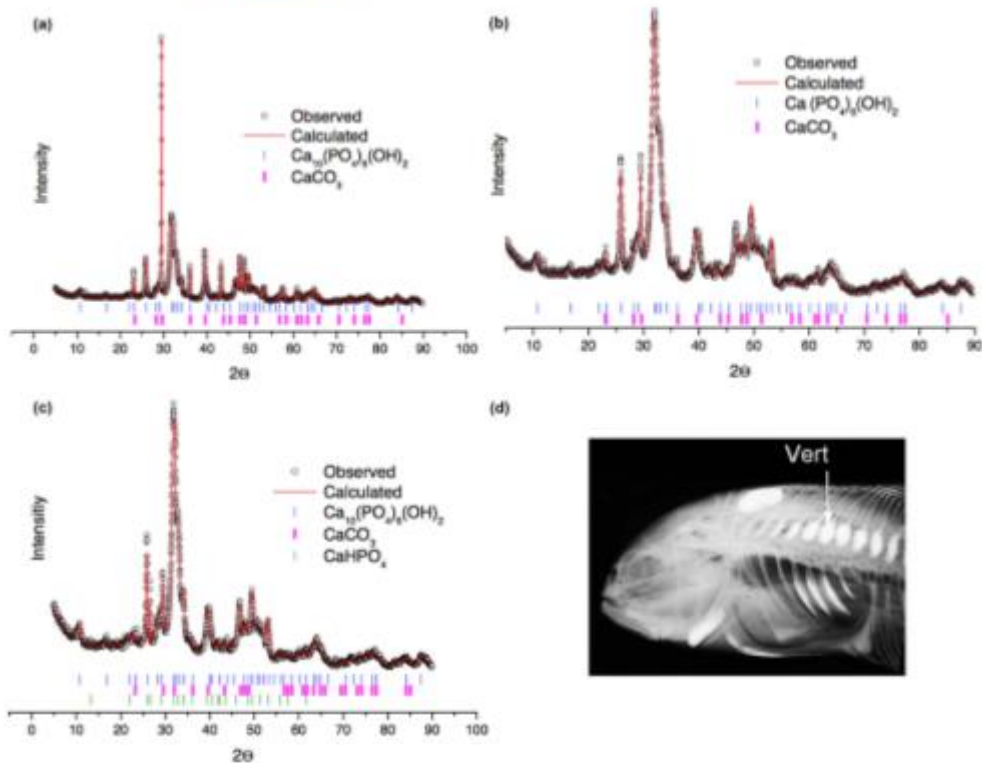 (a)
Observed
Calculated
Ca₁₀(PO₄)₆(OH)₂
CaCO₃
Intensity
0 10 20 30 40 50 60 70 80 90 100
2Θ
(b)
Observed
Calculated
Ca (PO₄)₆(OH)₂
CaCO₃
Intensity
10 20 30 40 50 60 70 80 90
2Θ
(c)
Observed
Calculated
Ca₁₀(PO₄)₆(OH)₂
CaCO₃
CaHPO₄
Intensitiy
0 10 20 30 40 50 60 70 80 90 100
2Θ
(d)
Vert